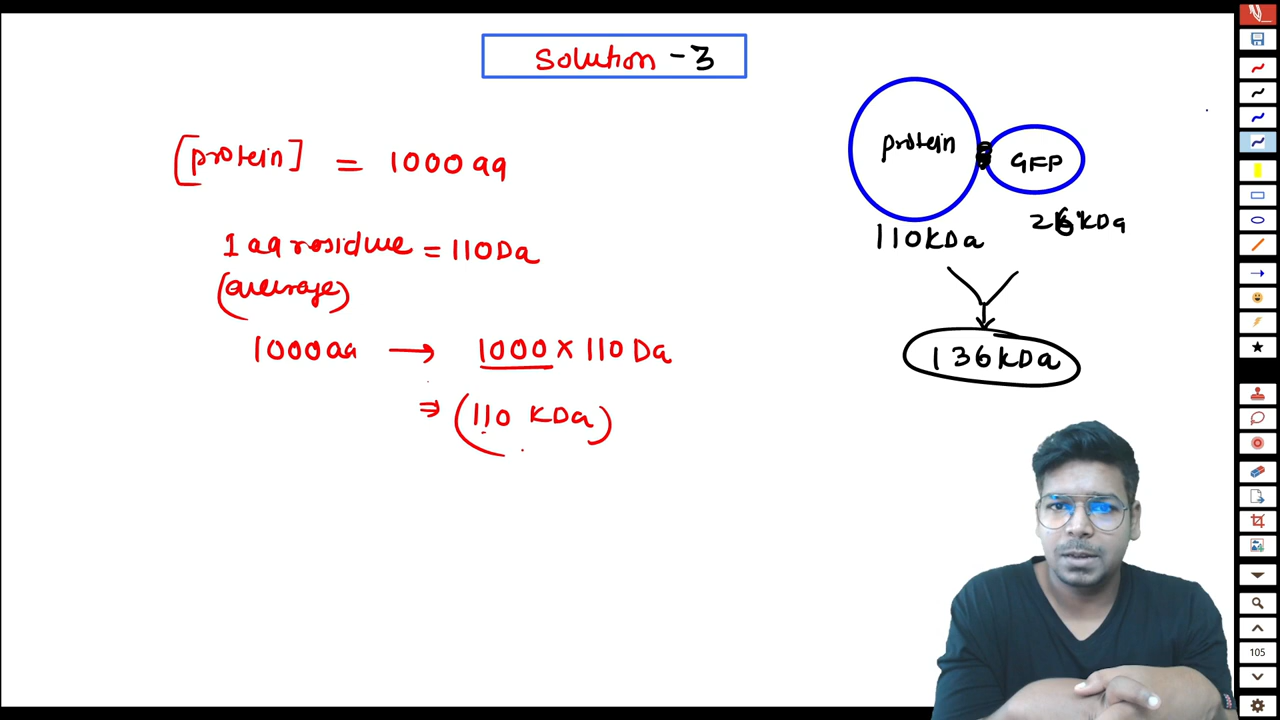 Solution - 3
[protein] = 1000 aa
1 aa residue = 110 Da
(average)
1000 aa → 1000 × 110 Da
⇒ (110 KDa)
protein
GFP
110 KDa
26 KDa
136 KDa
105